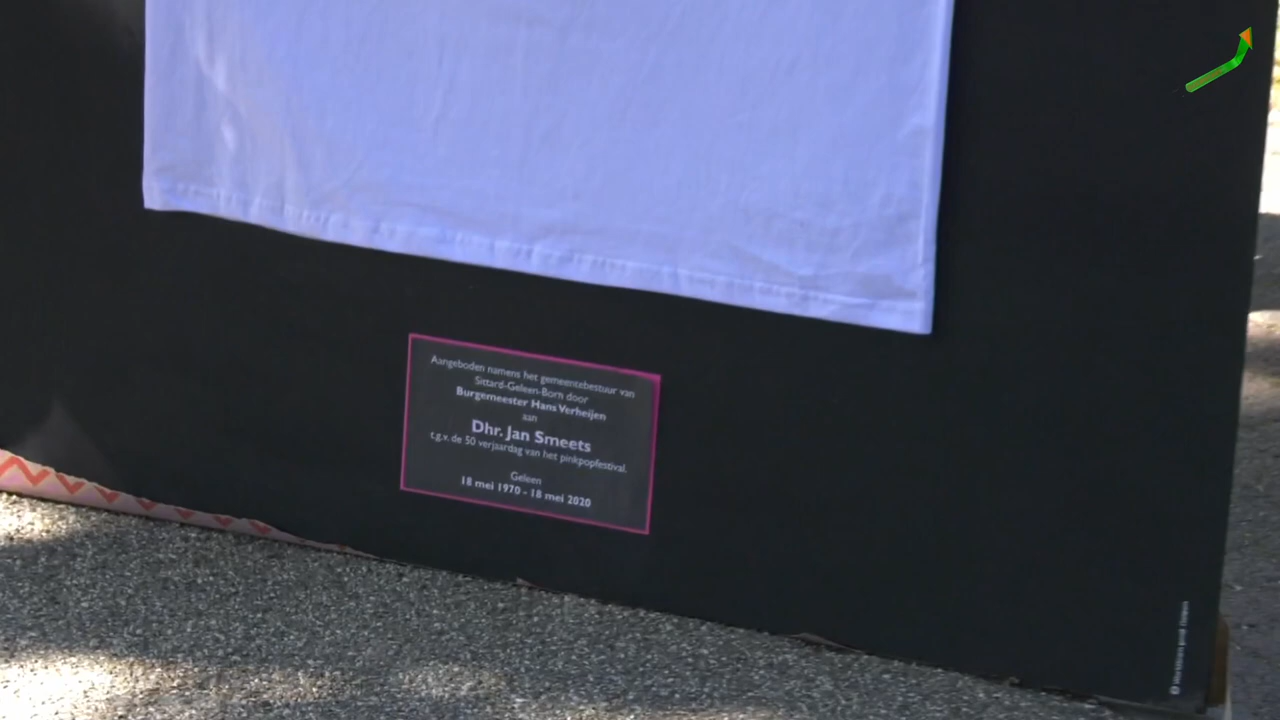 Aangeboden namens het gemeentebestuur van
Sittard-Geleen-Born door
Burgemeester Hans Verheijen
aan
Dhr. Jan Smeets
t.g.v. de 50 verjaardag van het pinkpopfestival.
Geleen
18 mei 1970 - 18 mei 2020